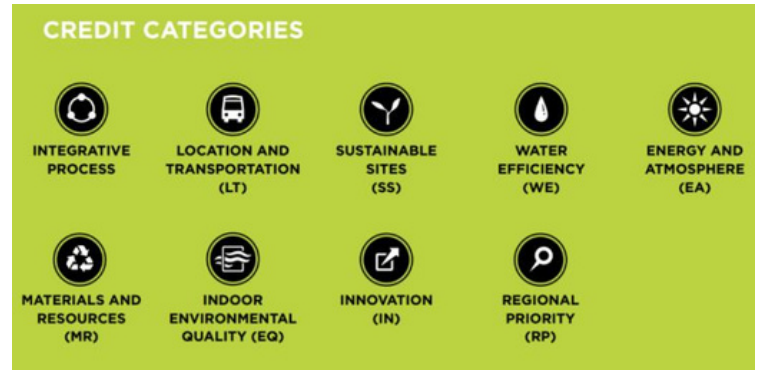 CREDIT CATEGORIES
INTEGRATIVE
PROCESS
LOCATION AND
TRANSPORTATION
(LT)
SUSTAINABLE
SITES
(SS)
WATER
EFFICIENCY
(WE)
ENERGY AND
ATMOSPHERE
(EA)
MATERIALS AND
RESOURCES
(MR)
INDOOR
ENVIRONMENTAL
QUALITY (EQ)
INNOVATION
(IN)
REGIONAL
PRIORITY
(RP)